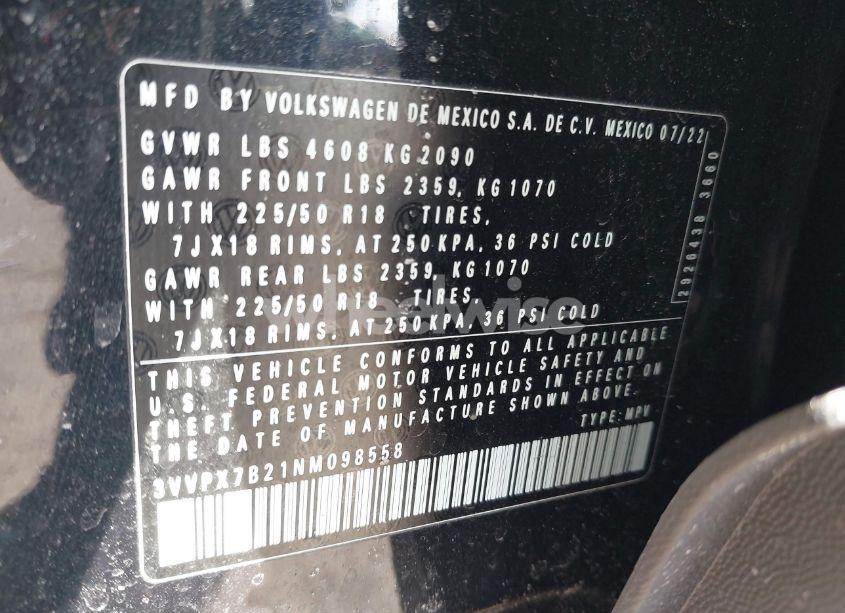 MFD BY VOLKSWAGEN DE MEXICO S.A. DE C.V. MEXICO 07/22
GVWR LBS 4608 KG 2090
GAWR FRONT LBS 2359, KG 1070
WITH 225/50 R18 TIRES,
7JX18 RIMS, AT 250 KPA, 36 PSI COLD
GAWR REAR LBS 2359, KG 1070
WITH 225/50 R18 TIRES,
7JX18 RIMS, AT 250 KPA, 36 PSI COLD
THIS VEHICLE CONFORMS TO ALL APPLICABLE
U.S. FEDERAL MOTOR VEHICLE SAFETY AND
THEFT PREVENTION STANDARDS IN EFFECT ON
THE DATE OF MANUFACTURE SHOWN ABOVE.
TYPE: MPV
3VVPX7B21NM098558
2920438 3660
wheelwise